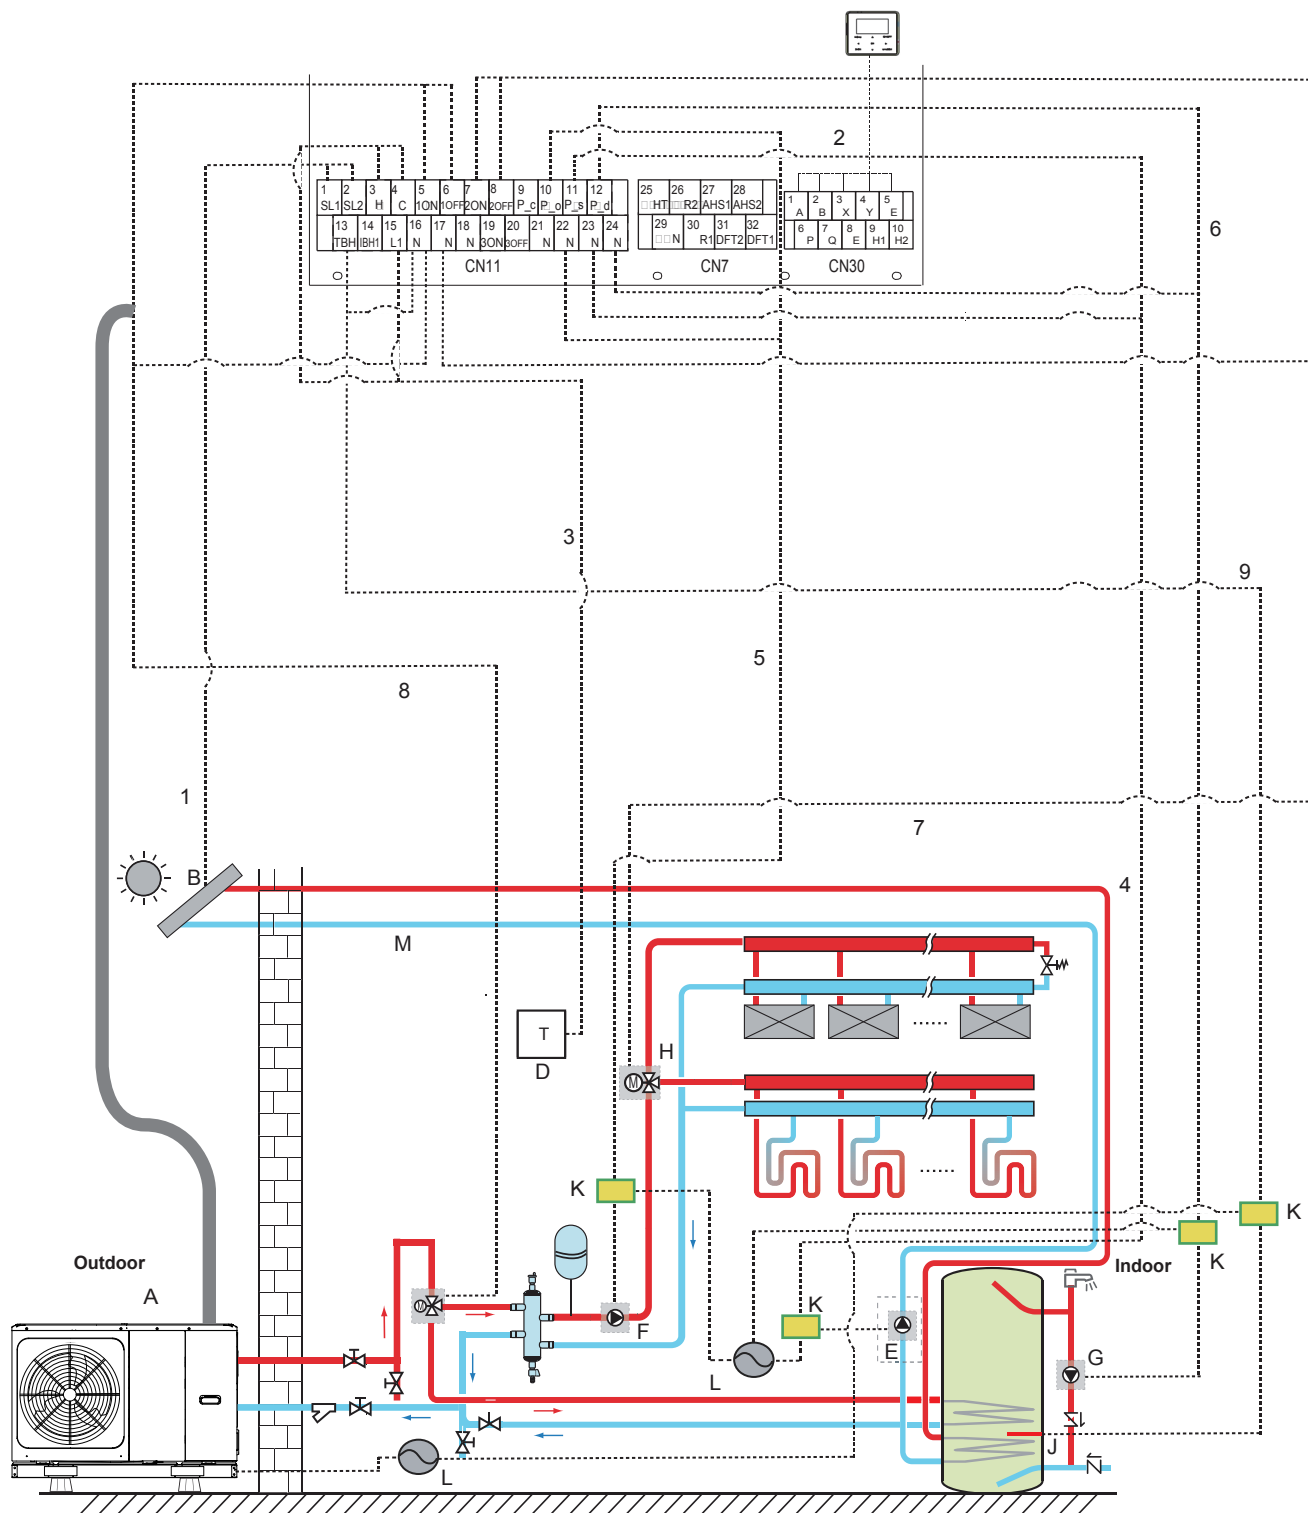 2
1 2 3 4 5 6 7 8 9 10 11 12
SL1 SL2 H C 1ON 1OFF 2ON 2OFF P_c P_o P_s P_d
13 14 15 16 17 18 19 20 21 22 23 24
TBH IBH1 L1 N N N 3ON 3OFF N N N N
CN11
25 26 27 28
HT R2 AHS1 AHS2
29 30 31 32
N R1 DFT2 DFT1
CN7
1 2 3 4 5
A B X Y E
6 7 8 9 10
P Q E H1 H2
CN30
6
3
9
5
8
1
7
B
4
M
T
D
H
M
K
K
K
Outdoor
Indoor
A
M
K
F
E
G
L
J
L